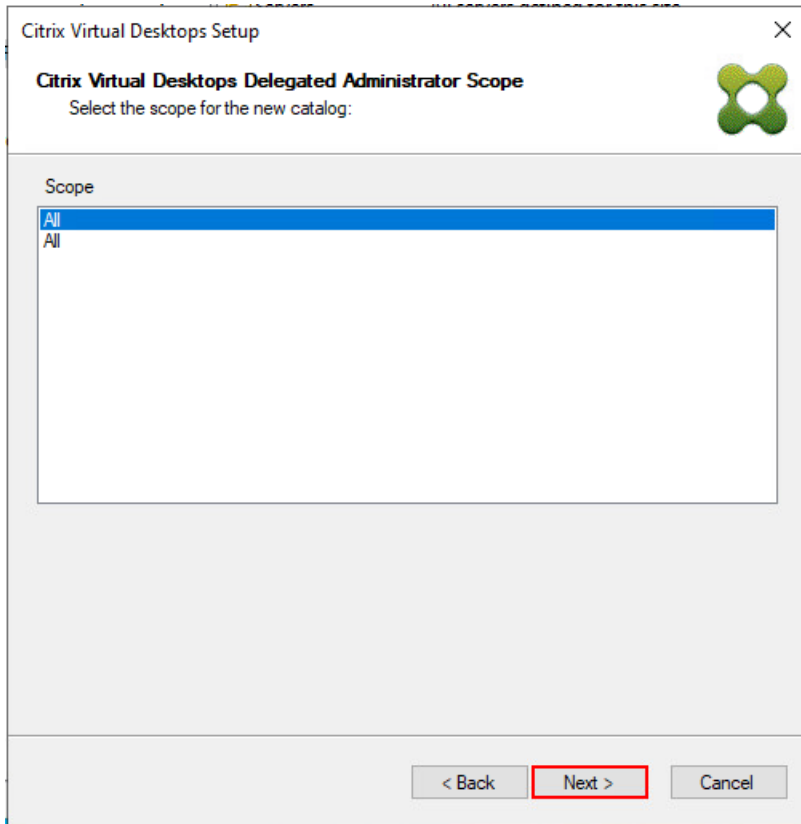 Citrix Virtual Desktops Setup
Citrix Virtual Desktops Delegated Administrator Scope
Select the scope for the new catalog:
Scope
All
All
< Back Next > Cancel